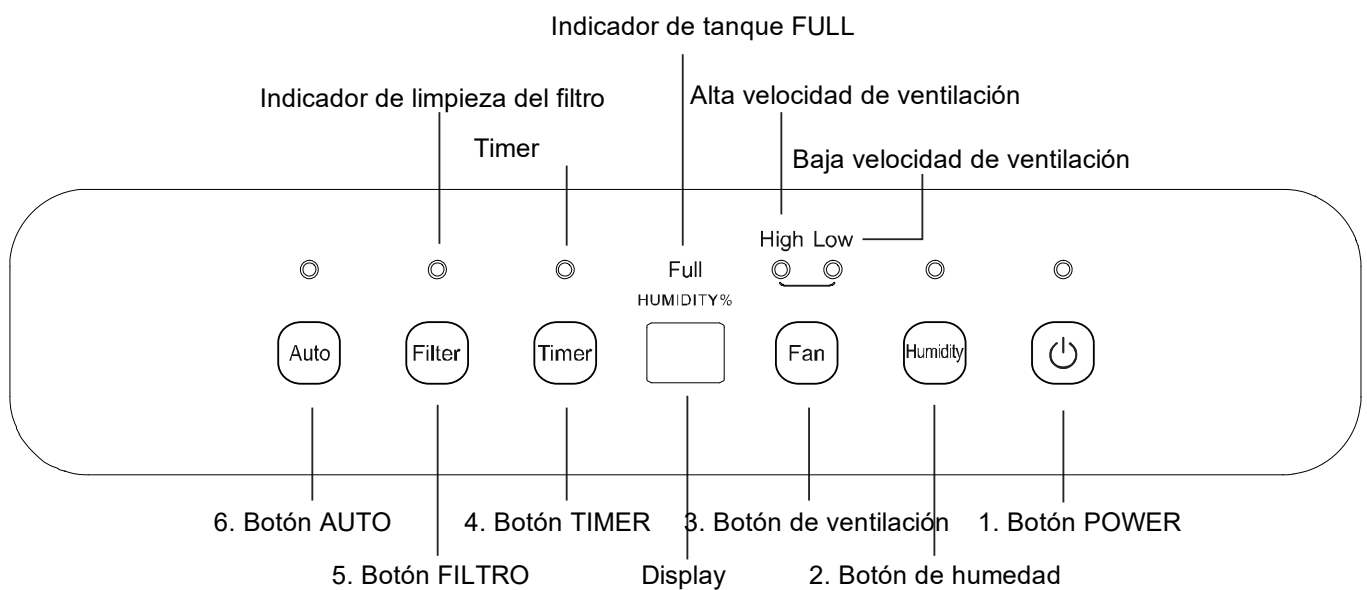 Indicador de tanque FULL
Indicador de limpieza del filtro
Alta velocidad de ventilación
Timer
Baja velocidad de ventilación
High Low
Full
HUMIDITY%
Auto
Filter
Timer
Fan
Humidity
6. Botón AUTO
4. Botón TIMER
3. Botón de ventilación
1. Botón POWER
5. Botón FILTRO
Display
2. Botón de humedad